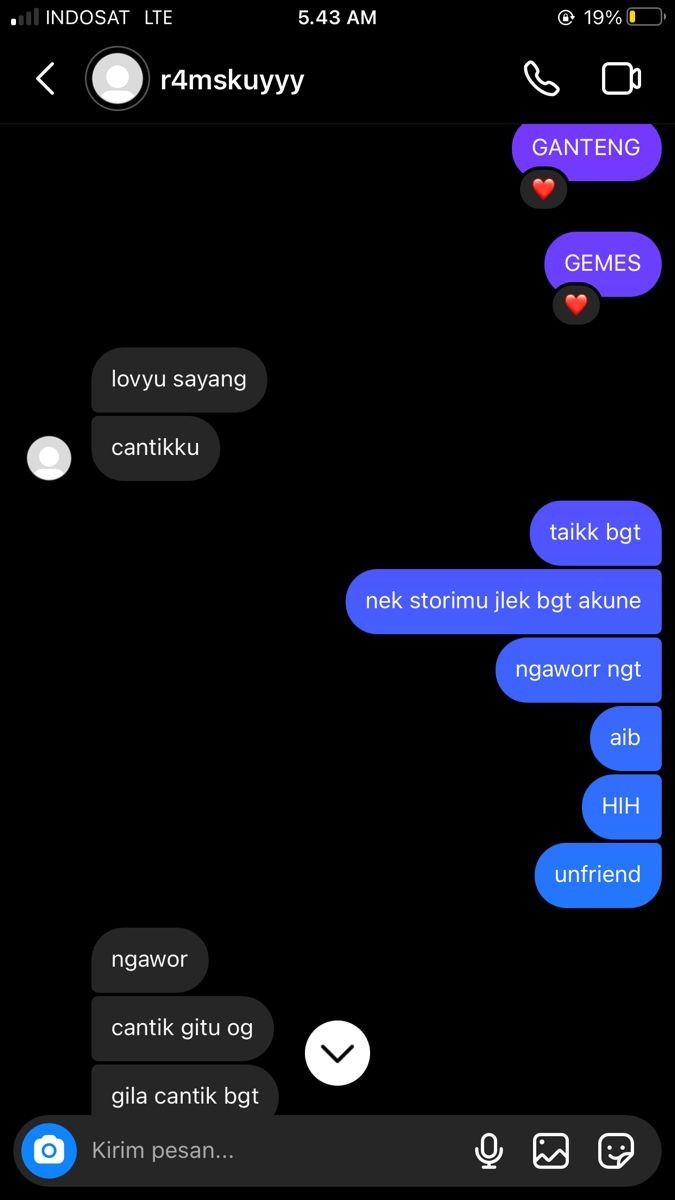 INDOSAT LTE 5.43 AM 19%
r4mskuyyy
GANTENG
❤️
GEMES
❤️
lovyu sayang
cantikku
taikk bgt
nek storimu jlek bgt akune
ngaworr ngt
aib
HIH
unfriend
ngawor
cantik gitu og
gila cantik bgt
Kirim pesan...